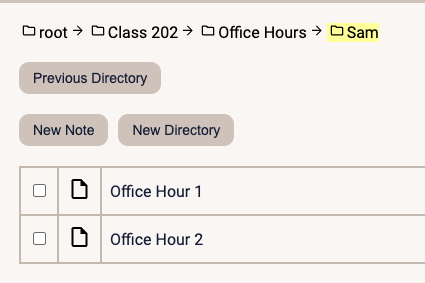 root → Class 202 → Office Hours → Sam
Previous Directory
New Note New Directory
Office Hour 1
Office Hour 2